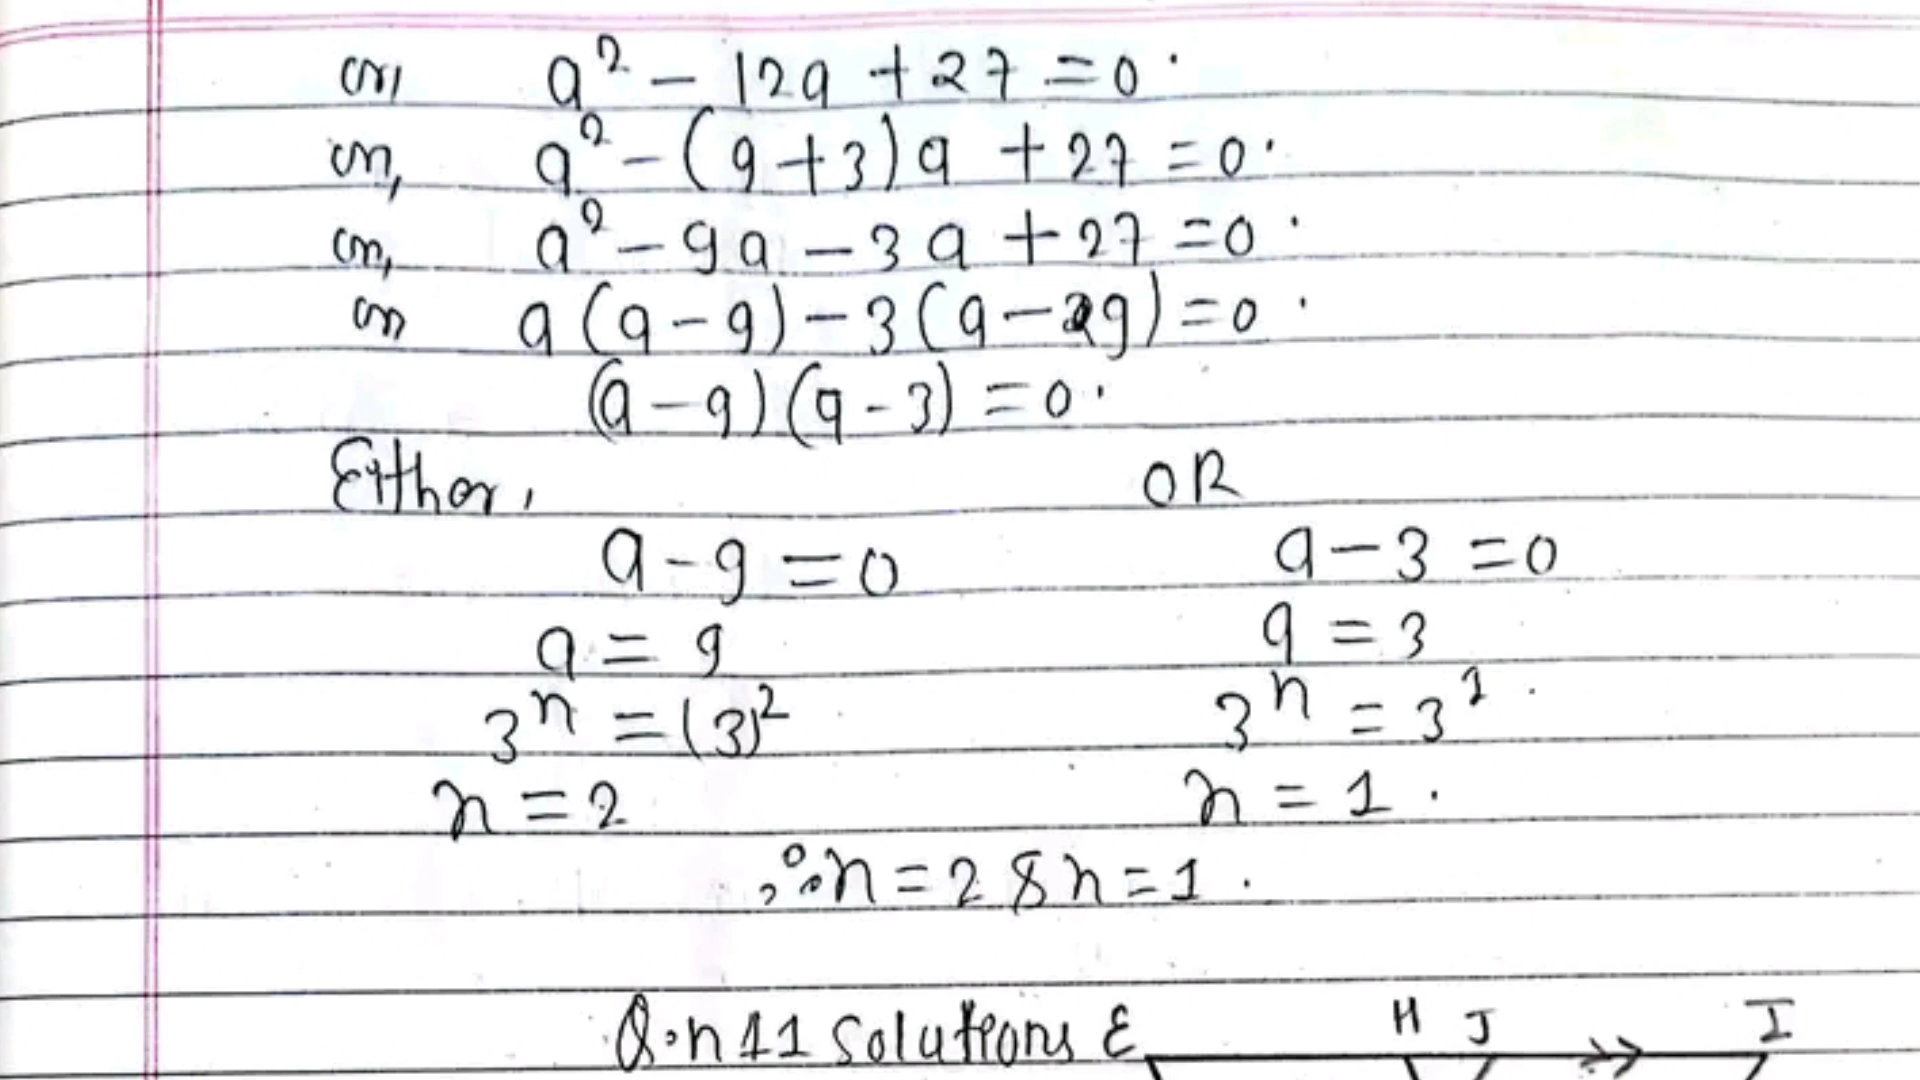 or, a² - 12a + 27 = 0.
or, a² - (9+3)a + 27 = 0.
or, a² - 9a - 3a + 27 = 0.
or a(a-9) - 3(a-9) = 0.
(a-9)(a-3) = 0.
Either, OR
a - 9 = 0 a - 3 = 0
a = 9 a = 3
3ⁿ = (3)² 3ⁿ = 3¹.
n = 2 n = 1.
∴ n = 2 & n = 1.
Q.n 11 Solutions E H J I